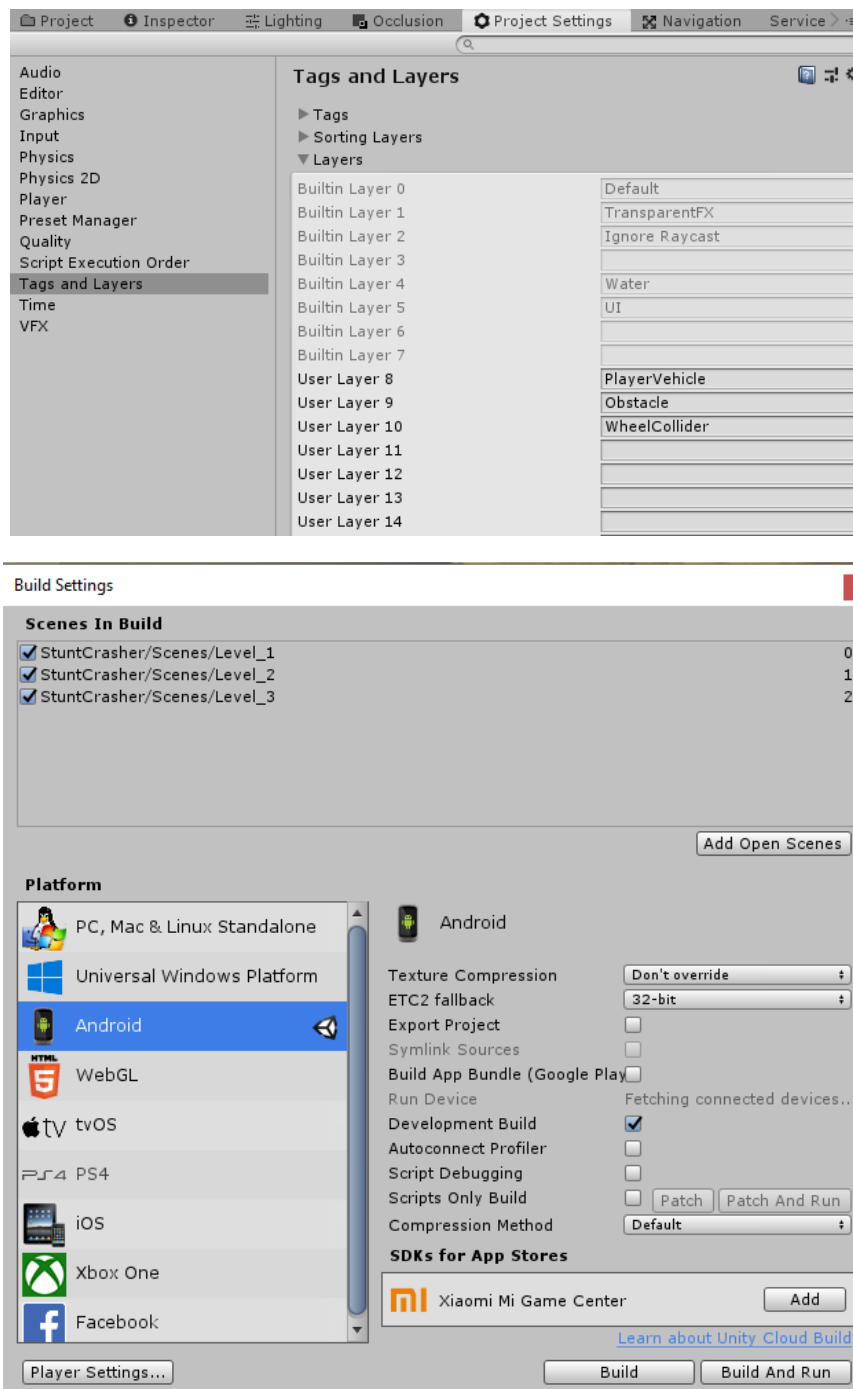 Project Inspector Lighting Occlusion Project Settings Navigation Service
Audio
Editor
Graphics
Input
Physics
Physics 2D
Player
Preset Manager
Quality
Script Execution Order
Tags and Layers
Time
VFX
Tags and Layers
Tags
Sorting Layers
Layers
Builtin Layer 0 Default
Builtin Layer 1 TransparentFX
Builtin Layer 2 Ignore Raycast
Builtin Layer 3
Builtin Layer 4 Water
Builtin Layer 5 UI
Builtin Layer 6
Builtin Layer 7
User Layer 8 PlayerVehicle
User Layer 9 Obstacle
User Layer 10 WheelCollider
User Layer 11
User Layer 12
User Layer 13
User Layer 14
Build Settings
Scenes In Build
StuntCrasher/Scenes/Level_1 0
StuntCrasher/Scenes/Level_2 1
StuntCrasher/Scenes/Level_3 2
Add Open Scenes
Platform
PC, Mac & Linux Standalone
Universal Windows Platform
Android
HTML
5
WebGL
tv tvOS
PS4 PS4
iOS
Xbox One
f Facebook
Android
Texture Compression Don't override
ETC2 fallback 32-bit
Export Project
Symlink Sources
Build App Bundle (Google Play
Run Device Fetching connected devices..
Development Build
Autoconnect Profiler
Script Debugging
Scripts Only Build Patch Patch And Run
Compression Method Default
SDKs for App Stores
mi Xiaomi Mi Game Center Add
Learn about Unity Cloud Build
Player Settings... Build Build And Run